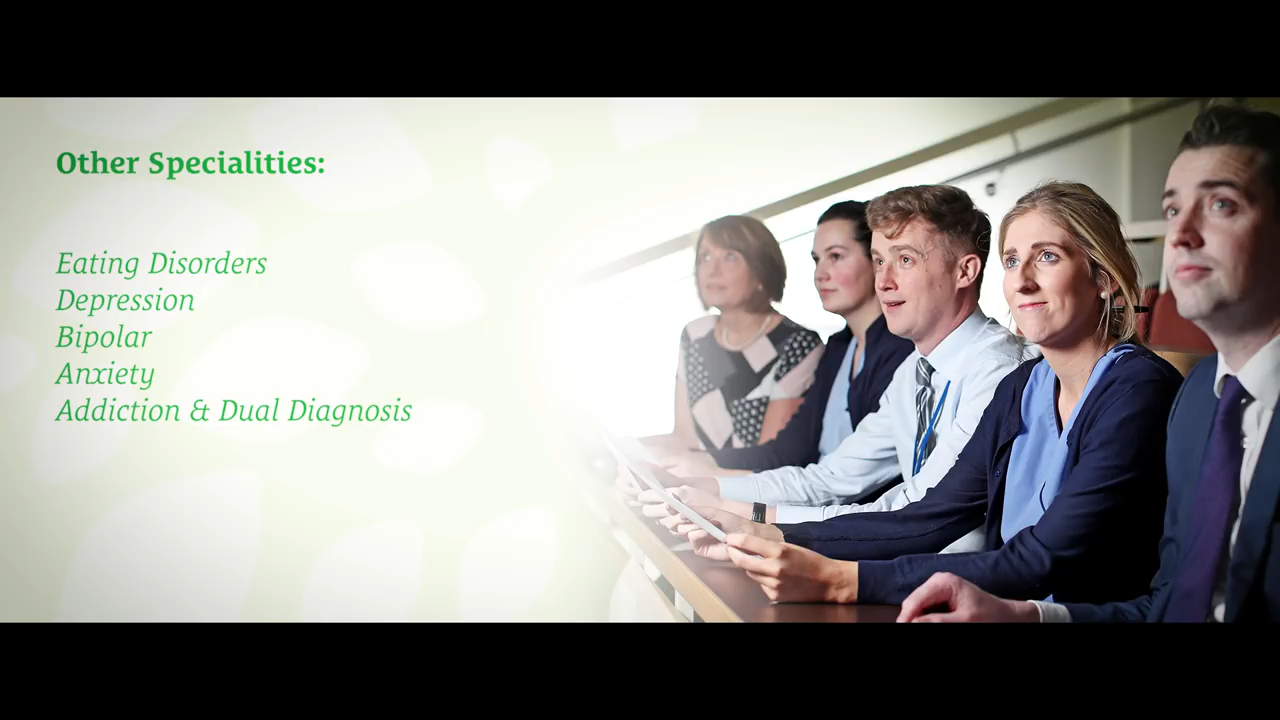 Other Specialities:
Eating Disorders
Depression
Bipolar
Anxiety
Addiction & Dual Diagnosis